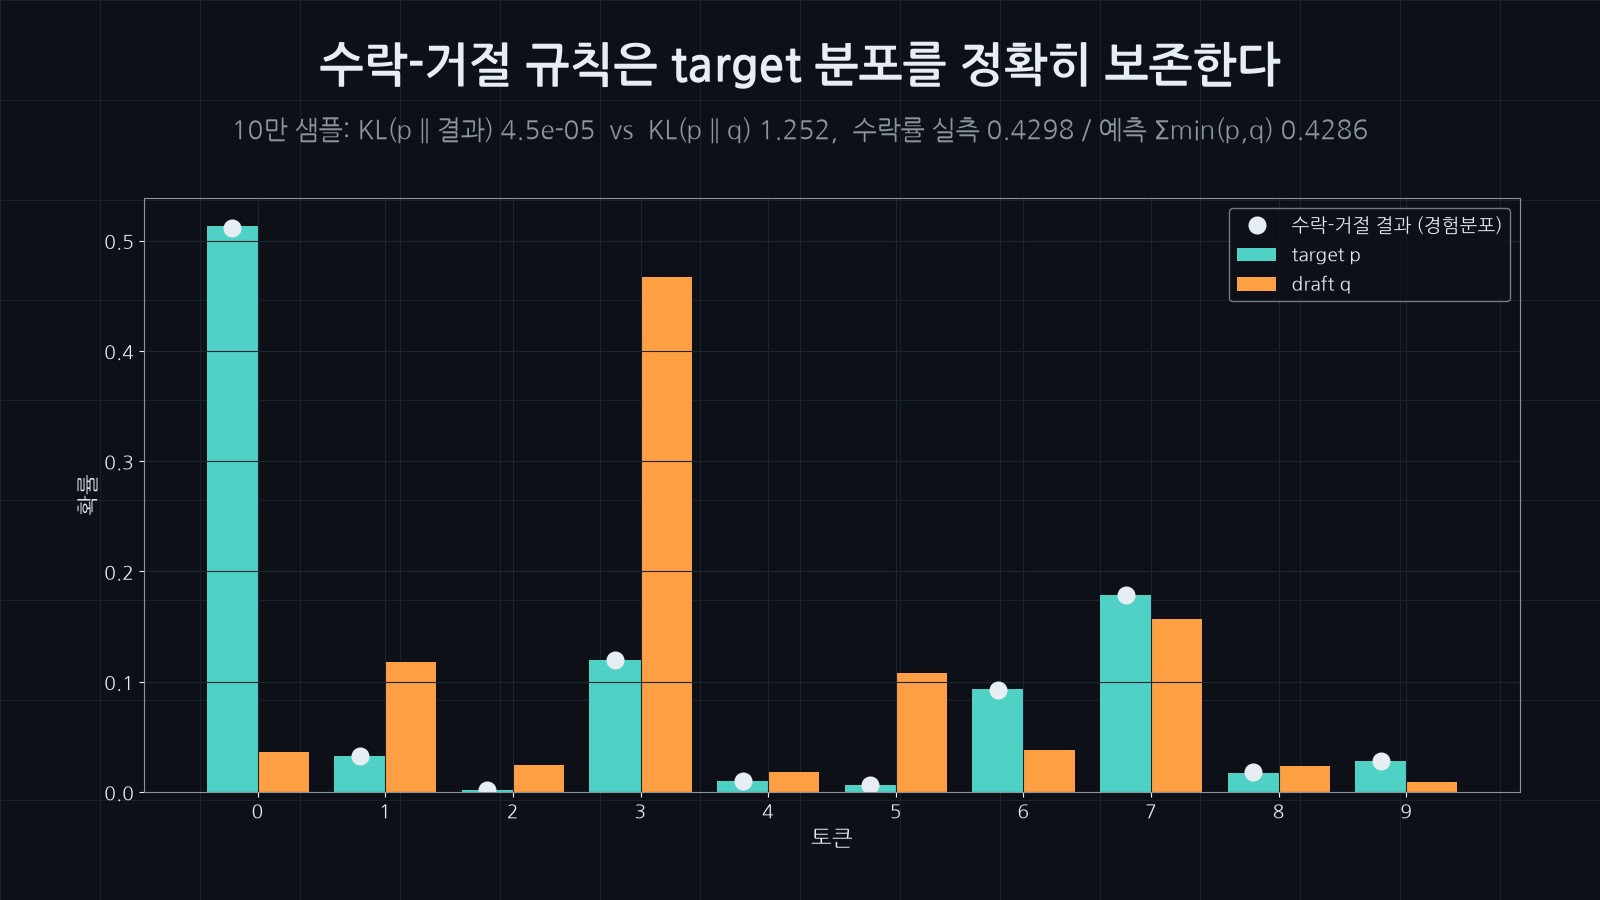 수락-거절 규칙은 target 분포를 정확히 보존한다
10만 샘플: KL(p ∥ 결과) 4.5e-05 vs KL(p ∥ q) 1.252, 수락률 실측 0.4298 / 예측 Σmin(p,q) 0.4286
수락-거절 결과 (경험분포)
target p
draft q
확률
0.5
0.4
0.3
0.2
0.1
0.0
0 1 2 3 4 5 6 7 8 9
토큰